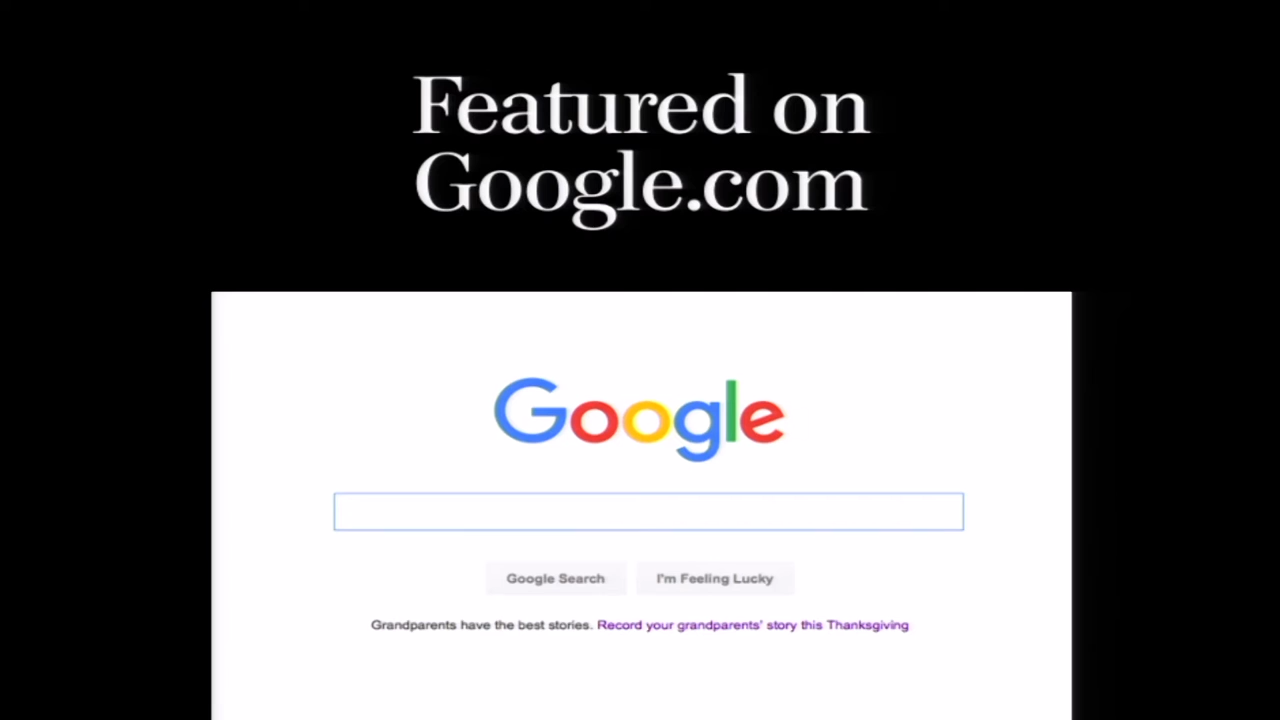 Featured on
Google.com
Google
Google Search I'm Feeling Lucky
Grandparents have the best stories. Record your grandparents' story this Thanksgiving